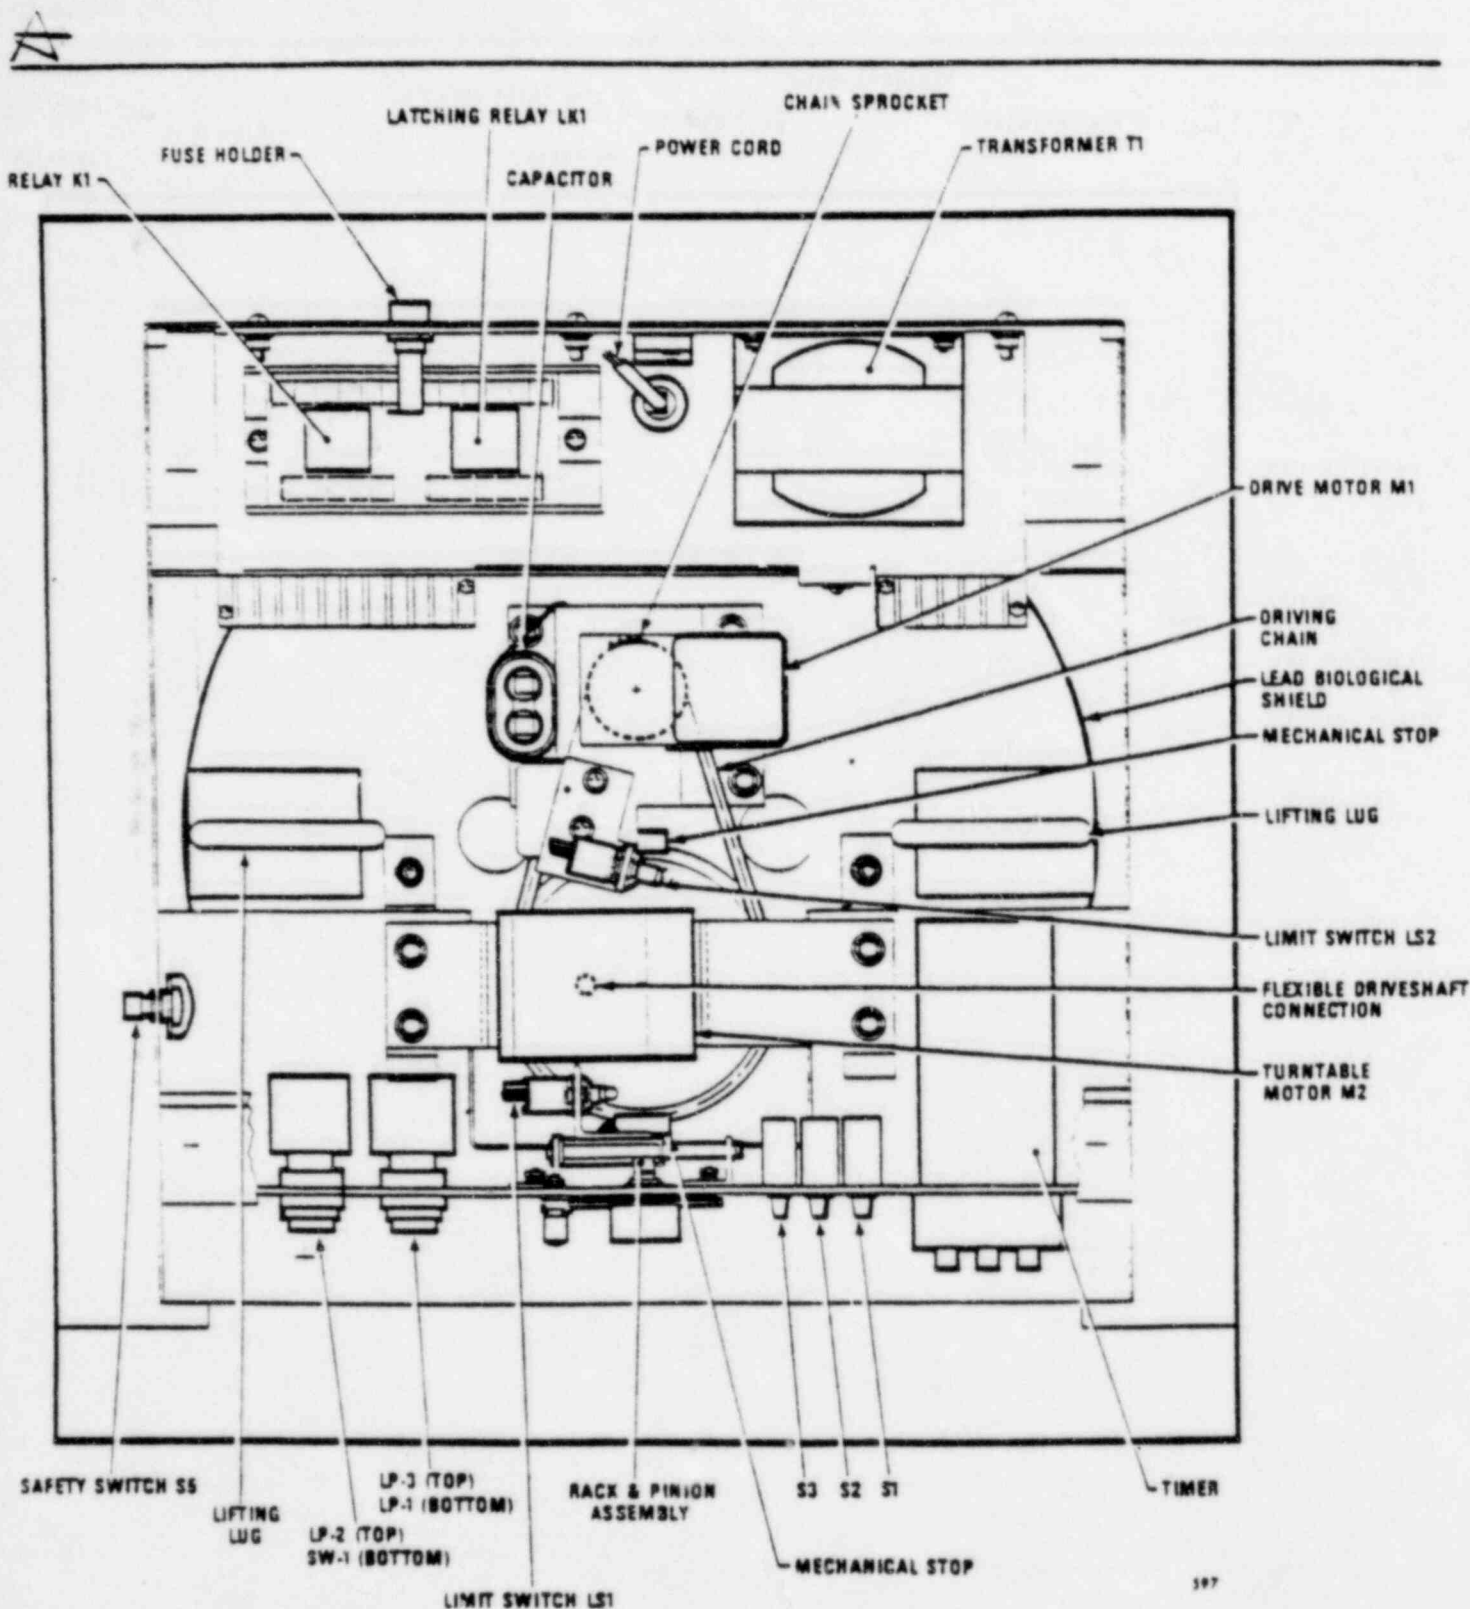 CHAIN SPROCKET
LATCHING RELAY LK1
FUSE HOLDER
POWER CORD
TRANSFORMER T1
RELAY K1
CAPACITOR
DRIVE MOTOR M1
DRIVING
CHAIN
LEAD BIOLOGICAL
SHIELD
MECHANICAL STOP
LIFTING LUG
LIMIT SWITCH LS2
FLEXIBLE DRIVESHAFT
CONNECTION
TURNTABLE
MOTOR M2
SAFETY SWITCH S5
LIFTING
LUG
LP-3 (TOP)
LP-1 (BOTTOM)
LP-2 (TOP)
SW-1 (BOTTOM)
RACK & PINION
ASSEMBLY
S3 S2 S1
TIMER
MECHANICAL STOP
LIMIT SWITCH LS1
597